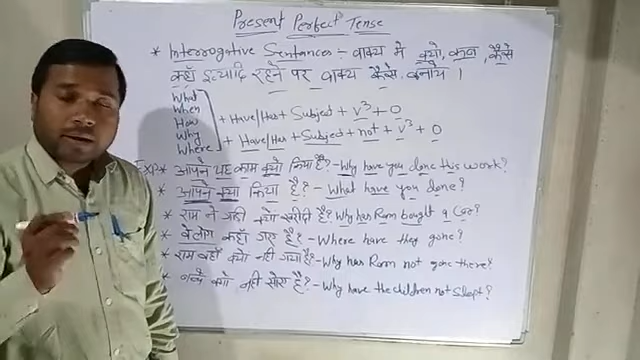 Present Perfect Tense
* Interrogative Sentances :- वाक्य में क्यों, कब, कैसे
कहाँ इत्यादि रहने पर वाक्य कैसे बनाये ।
What
When
How
Why
Where
+ Have/Has + Subject + v³ + O
+ Have/Has + Subject + not + v³ + O
Exp * आपने यह काम क्यों किया है? - Why have you done this work?
* आपने क्या किया है? - What have you done?
* राम ने गाड़ी क्यों खरीदी है? Why has Ram bought a Car?
* वे लोग कहाँ गए है? - Where have they gone?
* राम वहाँ क्यों नहीं गया है? - Why has Ram not gone there?
* बच्चे क्यों नहीं सोए है? - Why have the children not slept?